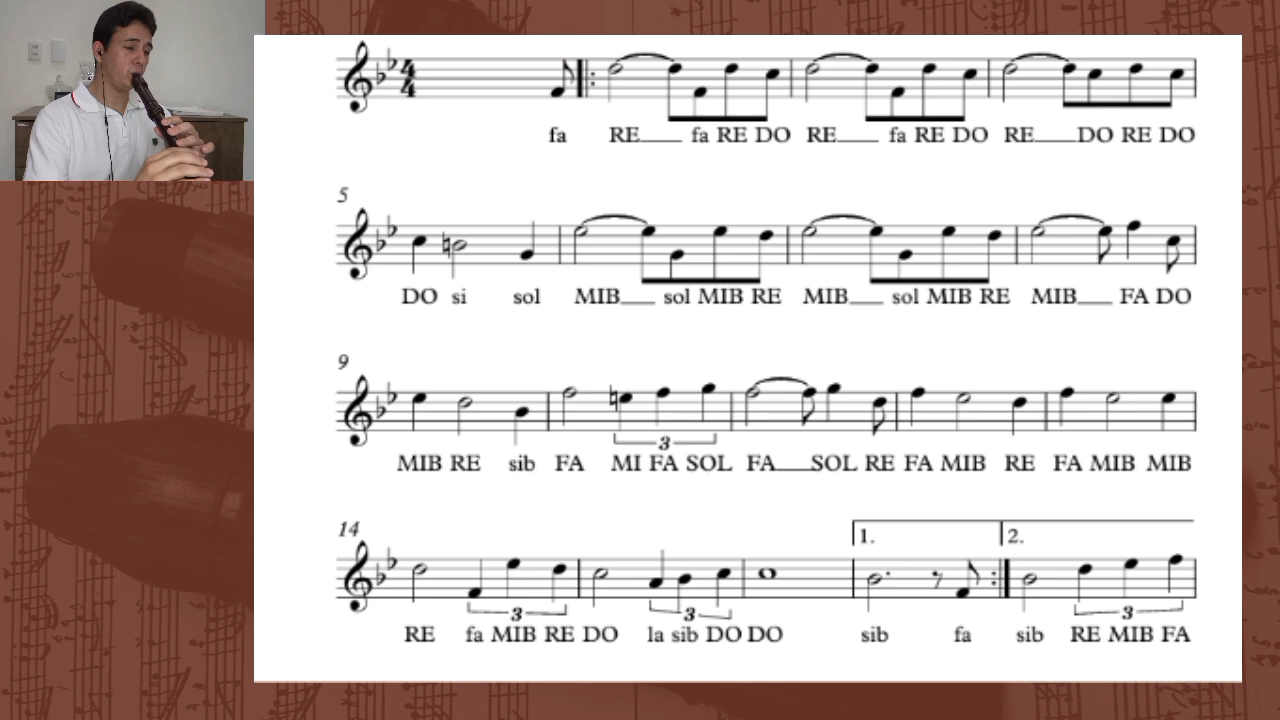 4 4
fa RE fa RE DO RE fa RE DO RE DO RE DO
5
DO si sol MIB sol MIB RE MIB sol MIB RE MIB FA DO
9
3
MIB RE sib FA MI FA SOL FA SOL RE FA MIB RE FA MIB MIB
14 1. 2.
3 3 3
RE fa MIB RE DO la sib DO DO sib fa sib RE MIB FA